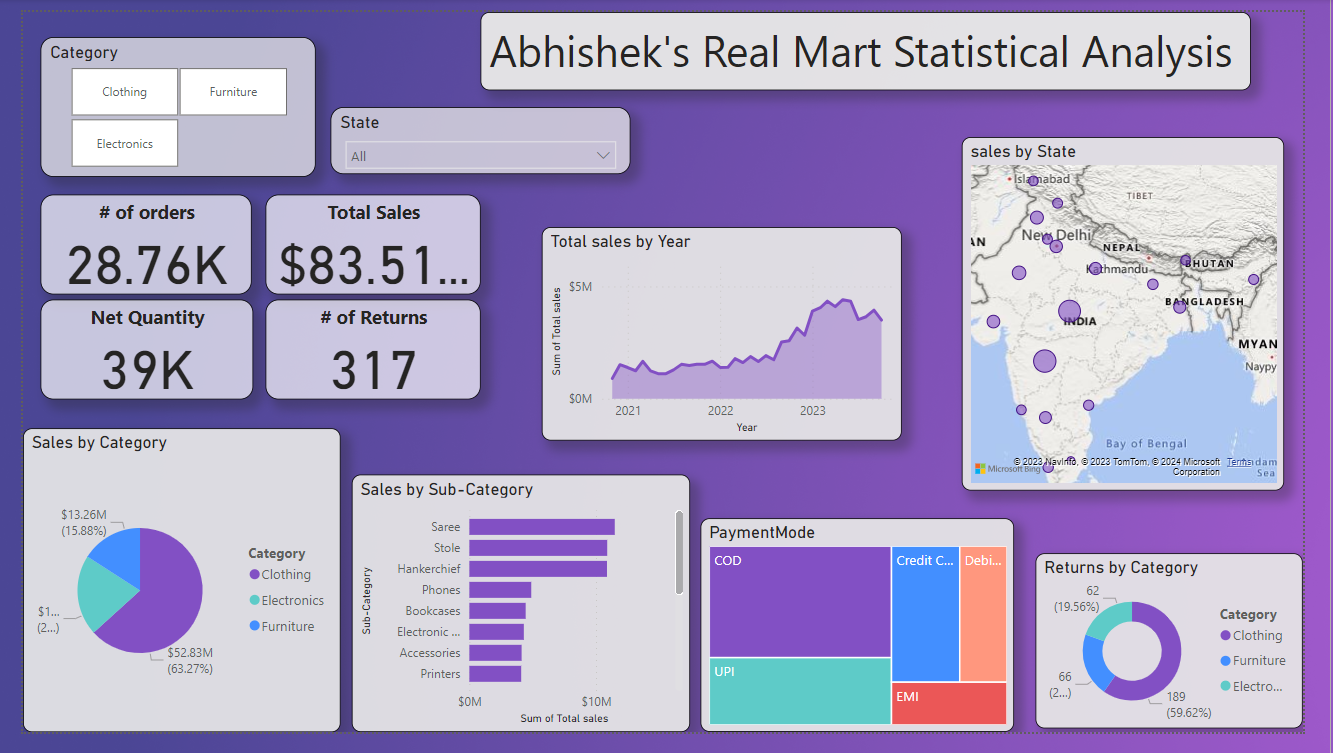 Abhishek's Real Mart Statistical Analysis
Category
Clothing
Furniture
Electronics
State
All
# of orders
28.76K
Total Sales
$83.51...
Net Quantity
39K
# of Returns
317
Total sales by Year
Sum of Total sales
$5M
$0M
2021
2022
2023
Year
sales by State
Islamabad
TIBET
AN
New Delhi
NEPAL
Kathmandu
BHUTAN
BANGLADESH
INDIA
MYAN
Naypy
Bay of Bengal
Microsoft Bing
© 2023 NavInfo, © 2023 TomTom, © 2024 Microsoft
Corporation
Terms
dam
Sea
Sales by Category
$13.26M
(15.88%)
$1...
(2...)
$52.83M
(63.27%)
Category
Clothing
Electronics
Furniture
Sales by Sub-Category
Sub-Category
Saree
Stole
Hankerchief
Phones
Bookcases
Electronic ...
Accessories
Printers
$0M
$10M
Sum of Total sales
PaymentMode
COD
Credit C...
Debi...
UPI
EMI
Returns by Category
62
(19.56%)
66
(2...)
189
(59.62%)
Category
Clothing
Furniture
Electro...